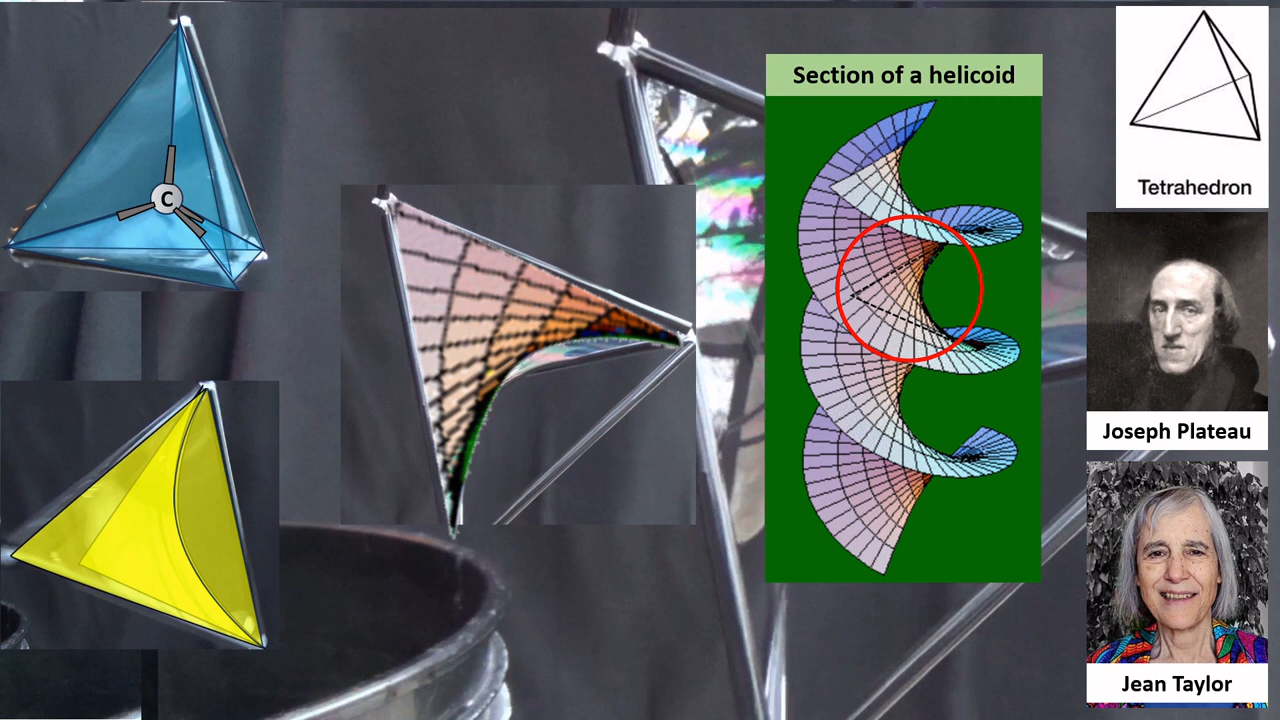 C
Section of a helicoid
Tetrahedron
Joseph Plateau
Jean Taylor